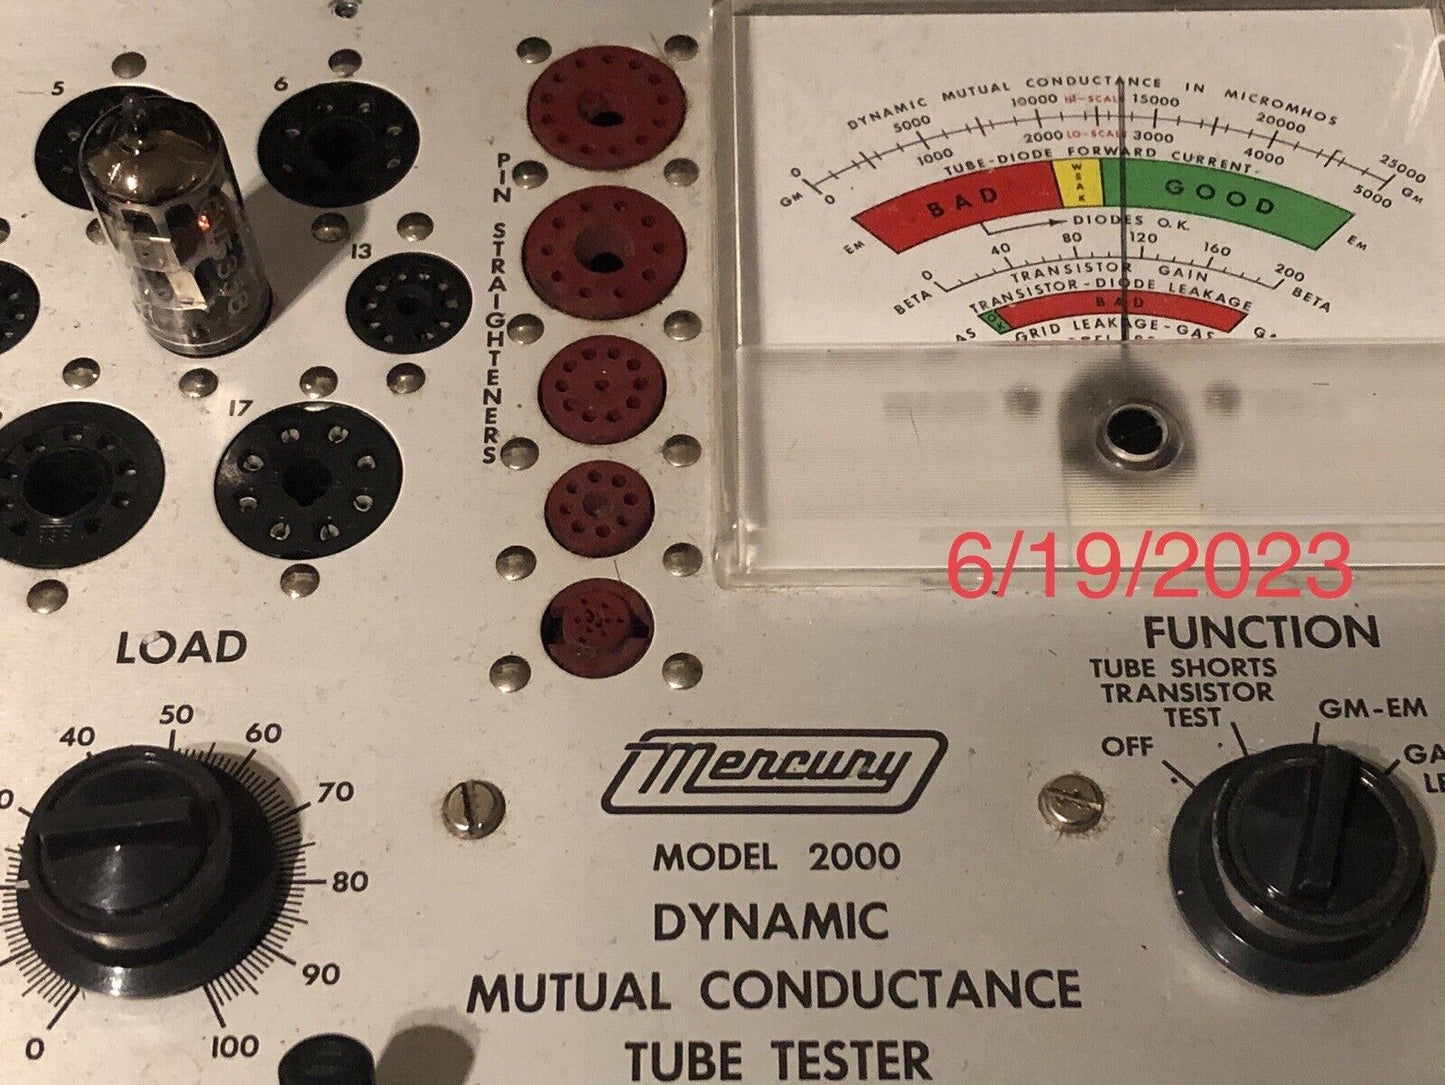 5
6
13
17
PIN STRAIGHTENERS
DYNAMIC MUTUAL CONDUCTANCE IN MICROMHOS
0 5000 10000 HI-SCALE 15000 20000 25000
GM 0 1000 2000 LO-SCALE 3000 4000 5000 GM
TUBE-DIODE FORWARD CURRENT
EM BAD WEAK GOOD EM
DIODES O.K.
BETA 0 40 80 120 160 200 BETA
TRANSISTOR GAIN
TRANSISTOR-DIODE LEAKAGE
OK BAD
GRID LEAKAGE-GAS
6/19/2023
LOAD
0 40 50 60 70 80 90 100
FUNCTION
TUBE SHORTS
TRANSISTOR
TEST
OFF
GM-EM
Mercury
MODEL 2000
DYNAMIC
MUTUAL CONDUCTANCE
TUBE TESTER